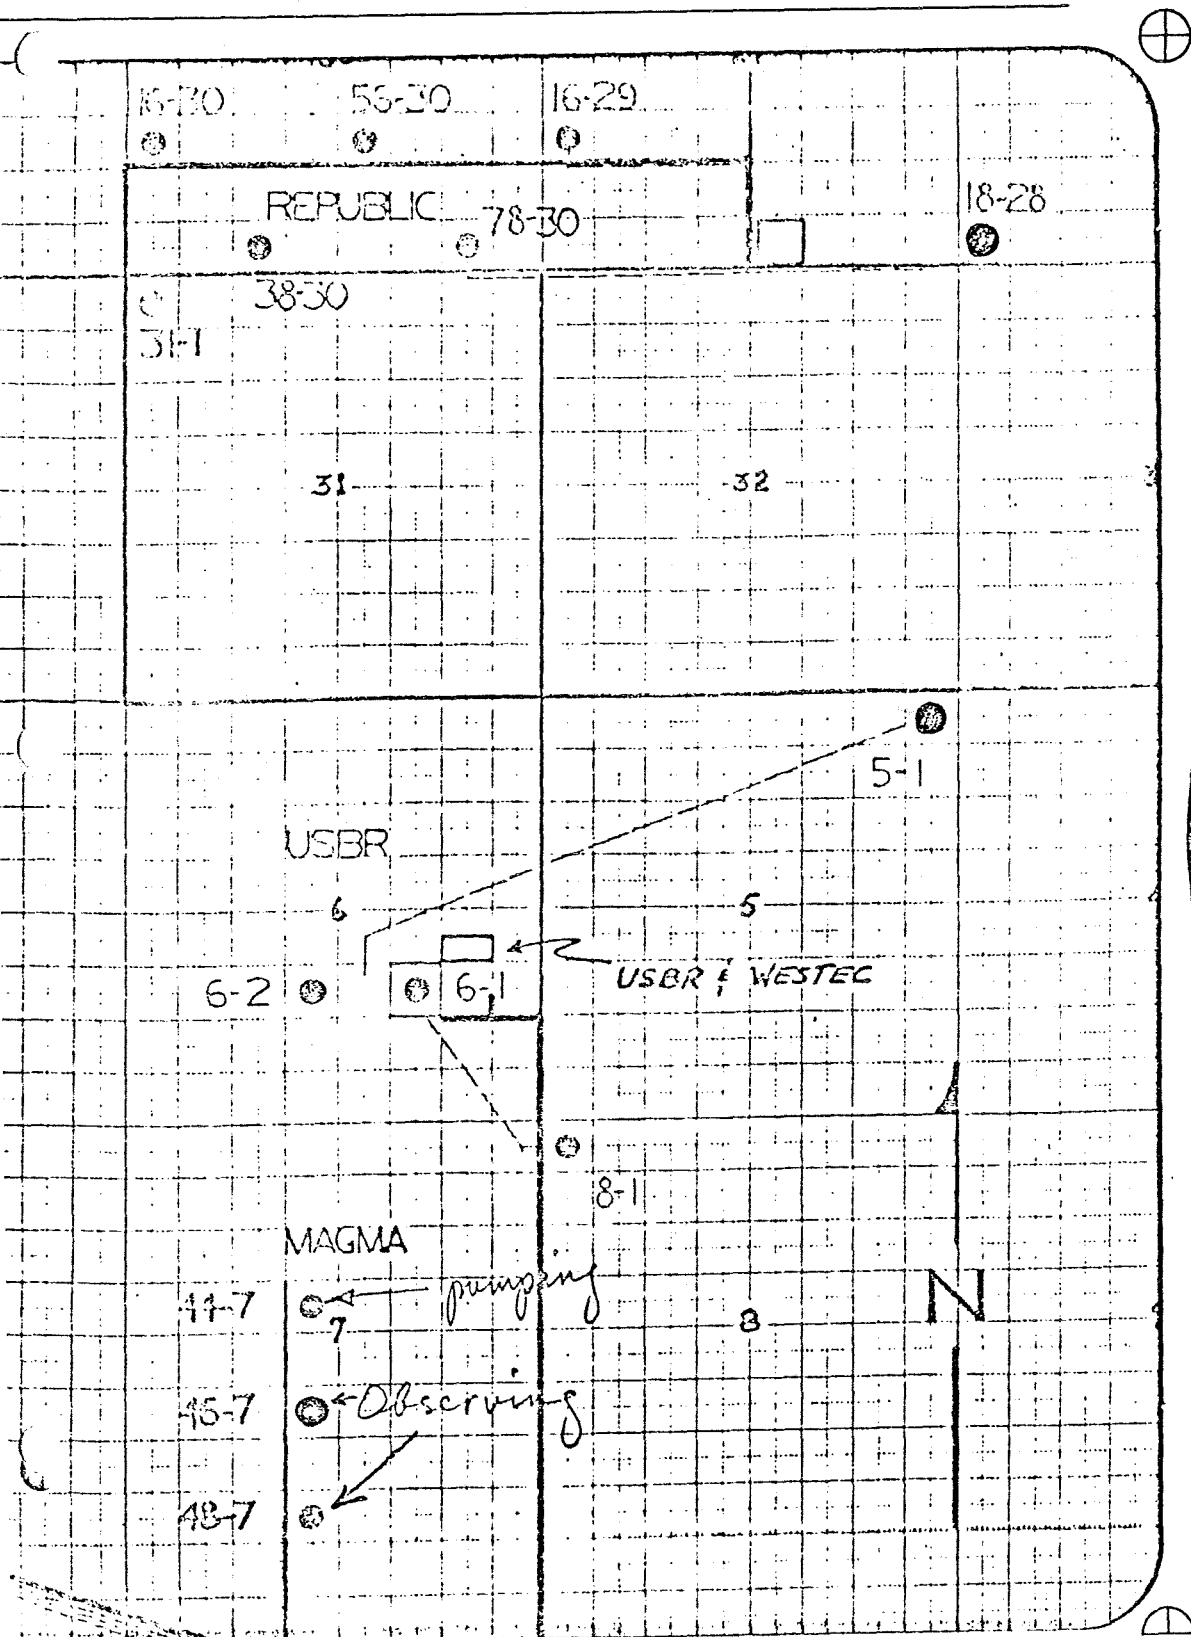 16-30 56-30 16-29
REPUBLIC 78-30 18-28
38-30
31-1
31 32
5-1
USBR
6 5
6-2 6-1 USBR & WESTEC
8-1
MAGMA
44-7 pumping
7 8 N
46-7 Observing
48-7